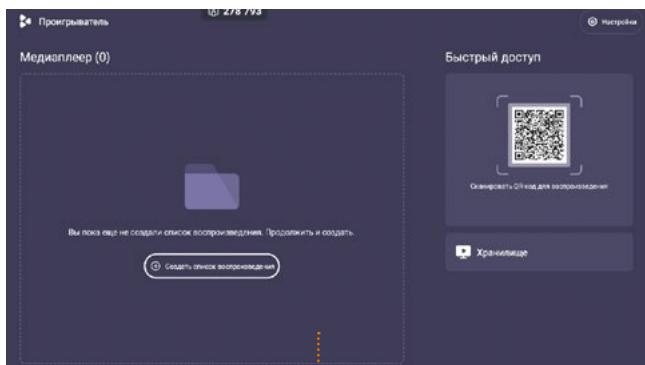 278 793
Проигрыватель
Настройки
Медиаплеер (0)
Быстрый доступ
Сканировать QR-код для воспроизведения
Вы пока еще не создали список воспроизведения. Продолжить и создать.
Создать список воспроизведения
Хранилище